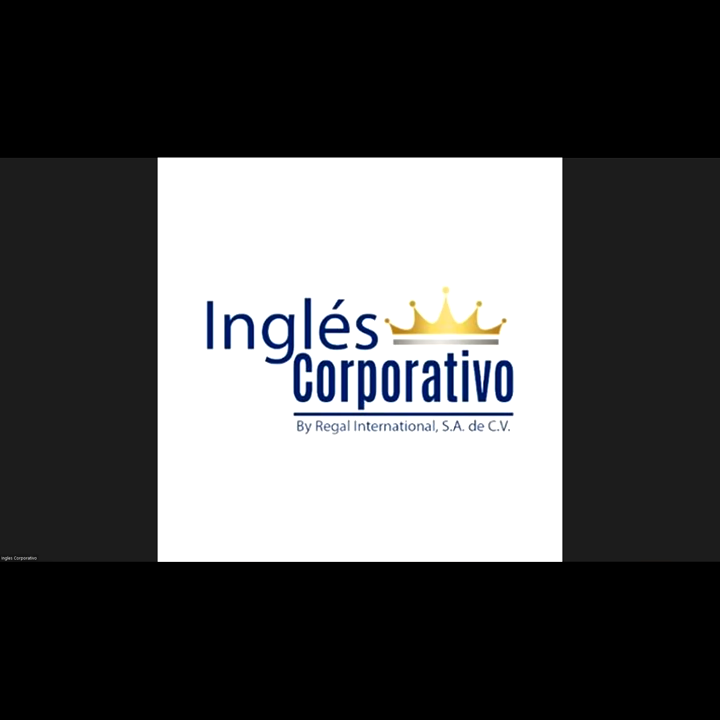 Inglés
Corporativo
By Regal International, S.A. de C.V.
Inglés Corporativo